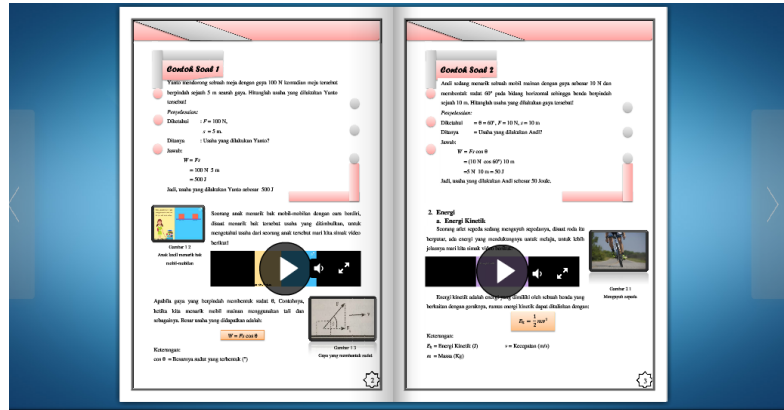 Contoh Soal 1
Yanto mendorong sebuah meja dengan gaya 100 N kemudian meja tersebut
berpindah sejauh 5 m searah gaya. Hitunglah usaha yang dilakukan Yanto
tersebut!
Penyelesaian:
Diketahui : F = 100 N,
s = 5 m.
Ditanya : Usaha yang dilakukan Yanto?
Jawab:
W = Fs
= 100 N 5 m
= 500 J
Jadi, usaha yang dilakukan Yanto sebesar 500 J
Seorang anak menarik bak mobil-mobilan dengan cara berdiri,
disaat menarik bak tersebut usaha yang ditimbulkan, untuk
mengetahui usaha dari seorang anak tersebut mari kita simak video
berikut!
Gambar 1 2
Anak kecil menarik bak
mobil-mobilan
Apabila gaya yang berpindah membentuk sudut θ, Contohnya,
ketika kita menarik mobil mainan menggunakan tali dan
sebagainya. Besar usaha yang didapatkan adalah:
W = Fs cos θ
Gambar 1 3
Gaya yang membentuk sudut
Keterangan:
cos θ = Besarnya sudut yang terbentuk (°)
2
Contoh Soal 2
Andi sedang menarik sebuah mobil mainan dengan gaya sebesar 10 N dan
membentuk sudut 60° pada bidang horizontal sehingga benda berpindah
sejauh 10 m. Hitunglah usaha yang dilakukan gaya tersebut!
Penyelesaian:
Diketahui = θ = 60°, F = 10 N, s = 10 m
Ditanya = Usaha yang dilakukan Andi?
Jawab:
W = Fs cos θ
= (10 N cos 60°) 10 m
=5 N 10 m = 50 J
Jadi, usaha yang dilakukan Andi sebesar 50 Joule.
2. Energi
a. Energi Kinetik
Seorang atlet sepeda sedang mengayuh sepedanya, disaat roda itu
berputar, ada energi yang mendukungnya untuk melaju, untuk lebih
jelasnya mari kita simak video
Gambar 2 1
Mengayuh sepeda
Energi kinetik adalah energi yang dimiliki oleh sebuah benda yang
berkaitan dengan geraknya, rumus energi kinetik dapat dituliskan dengan:
Eₖ = 1/2 mv²
Keterangan:
Eₖ = Energi Kinetik (J) v = Kecepatan (m/s)
m = Massa (Kg)
3